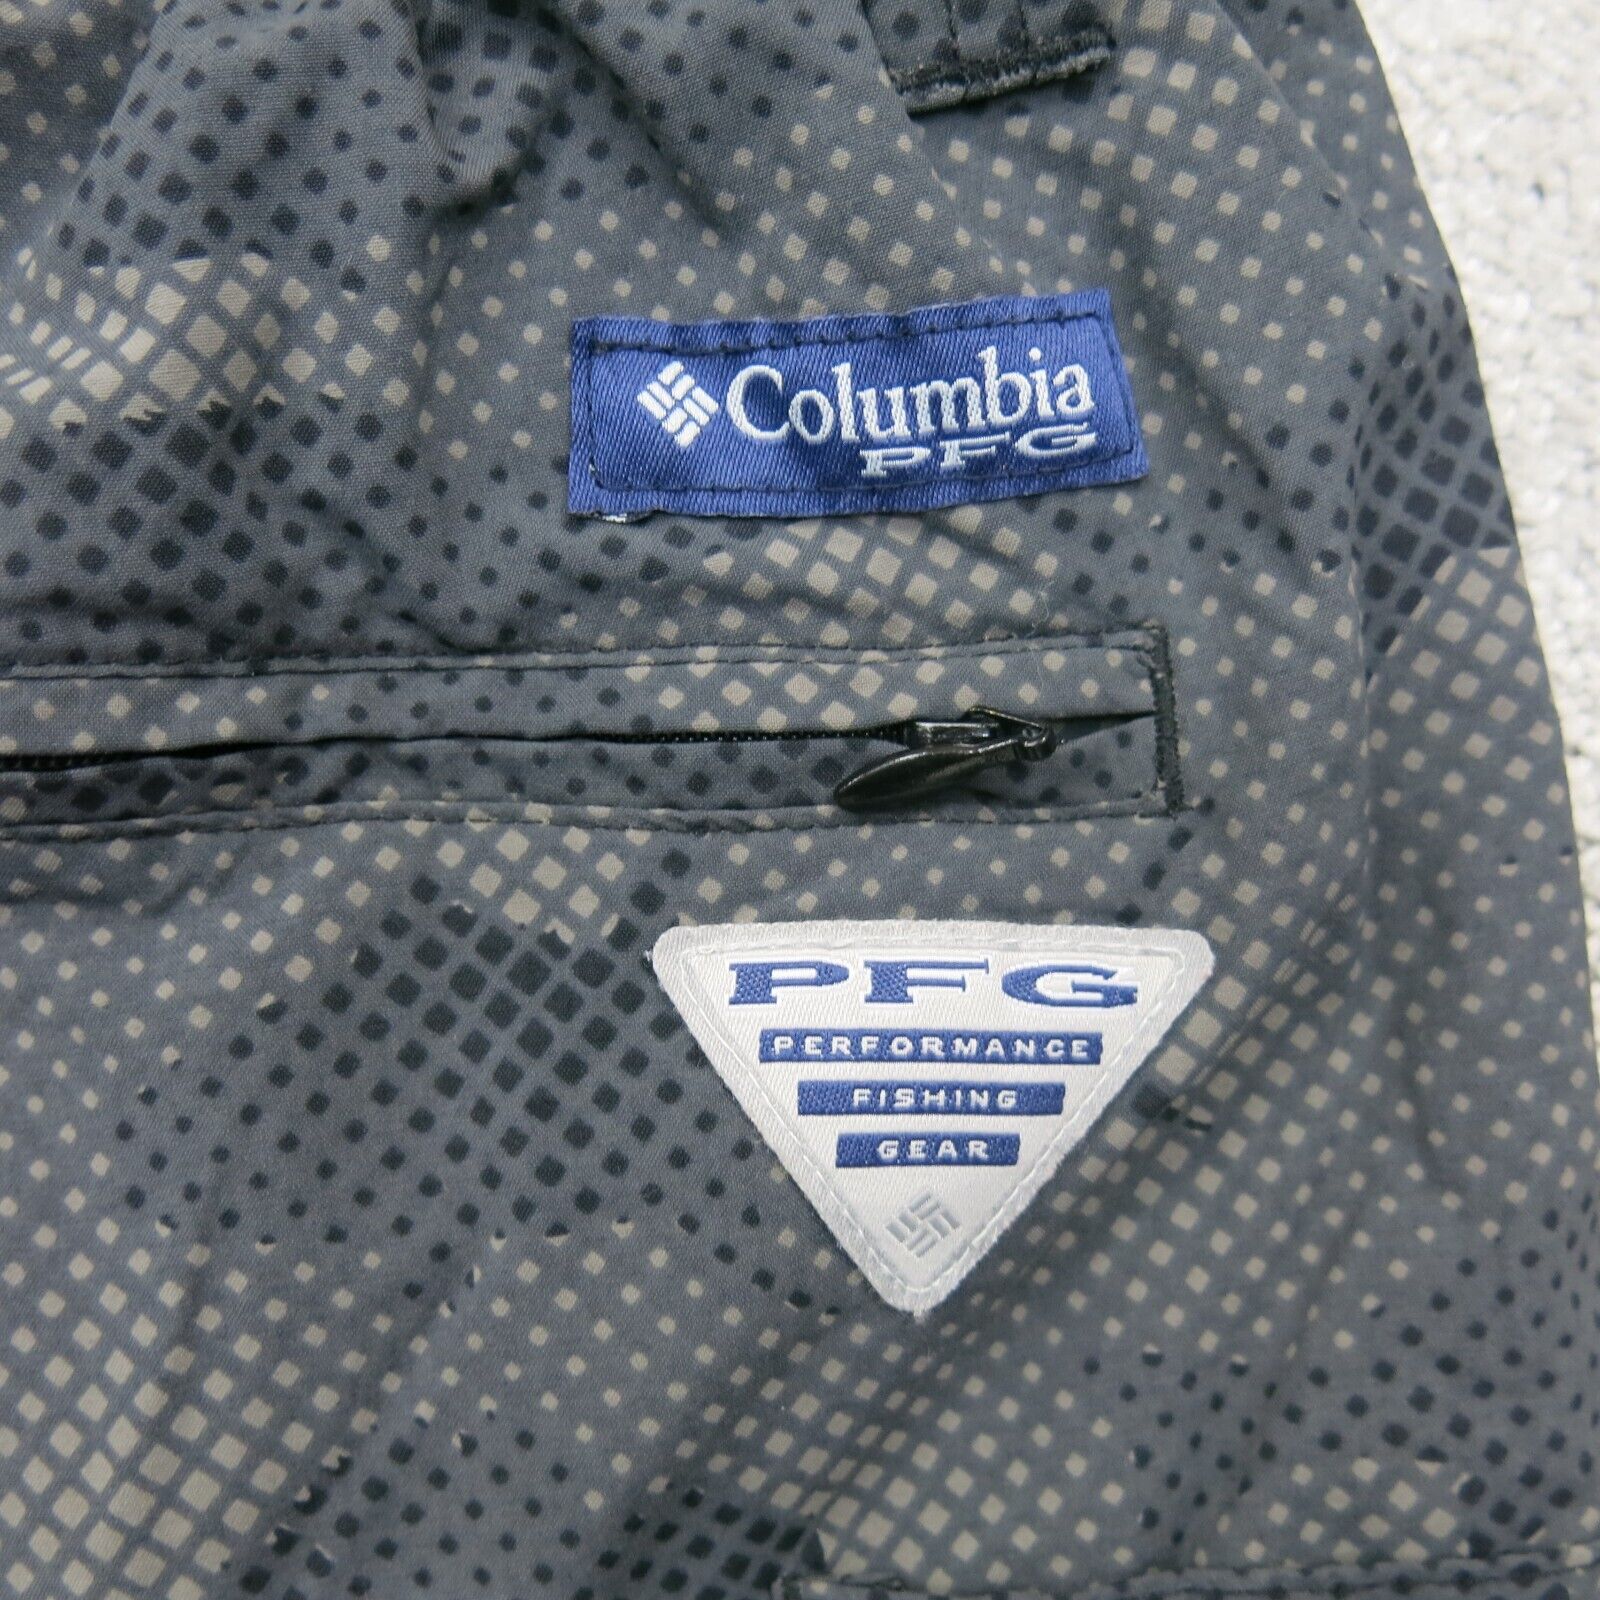 Columbia
PFG
PFG
PERFORMANCE
FISHING
GEAR